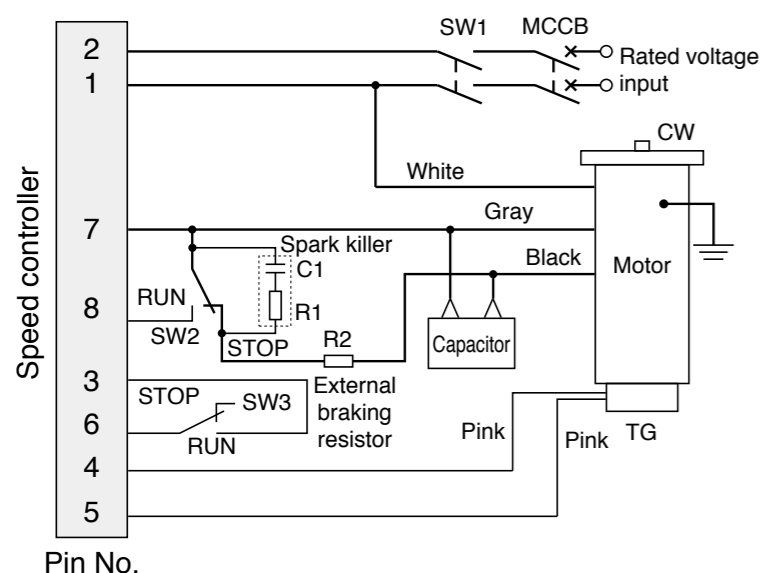 SW1 MCCB
2
Rated voltage
input
1
CW
White
Gray
7
Spark killer
C1
Black
Motor
RUN
8
R1
SW2
STOP
R2
Capacitor
3
STOP
SW3
External
braking
resistor
6
RUN
Pink
Pink
TG
4
5
Speed controller
Pin No.